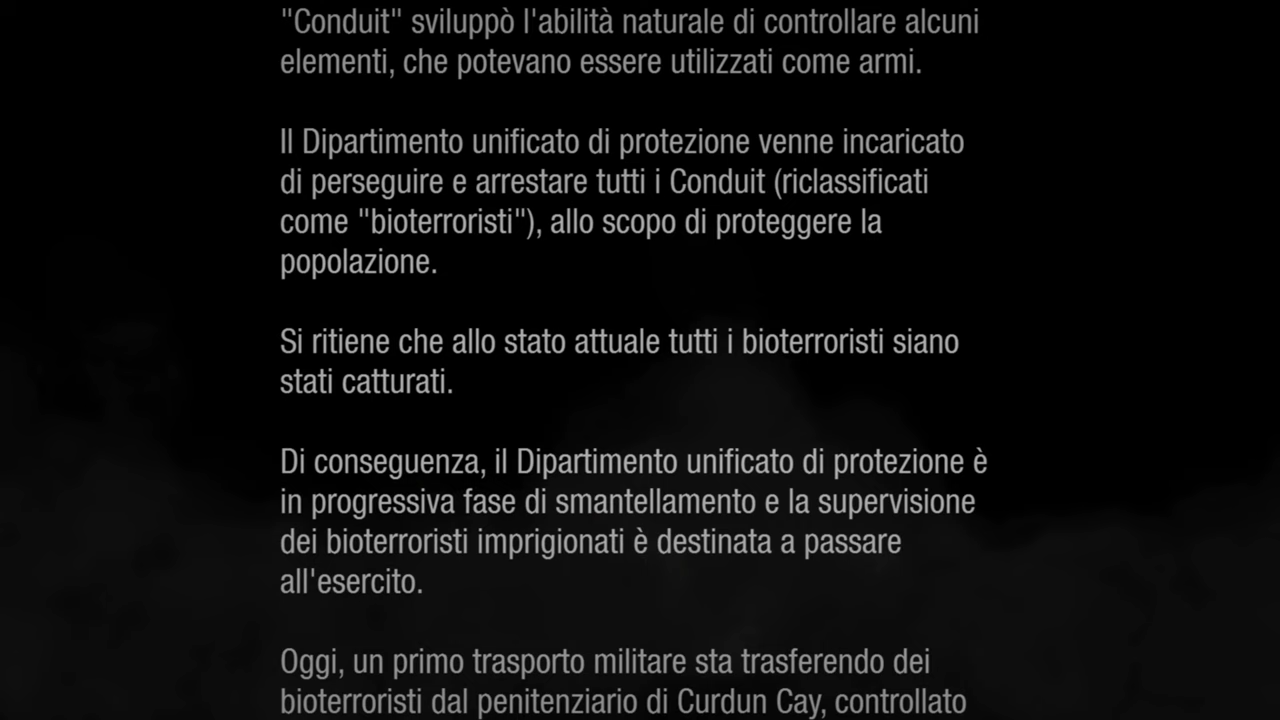 "Conduit" sviluppò l'abilità naturale di controllare alcuni
elementi, che potevano essere utilizzati come armi.
Il Dipartimento unificato di protezione venne incaricato
di perseguire e arrestare tutti i Conduit (riclassificati
come "bioterroristi"), allo scopo di proteggere la
popolazione.
Si ritiene che allo stato attuale tutti i bioterroristi siano
stati catturati.
Di conseguenza, il Dipartimento unificato di protezione è
in progressiva fase di smantellamento e la supervisione
dei bioterroristi imprigionati è destinata a passare
all'esercito.
Oggi, un primo trasporto militare sta trasferendo dei
bioterroristi dal penitenziario di Curdun Cay, controllato